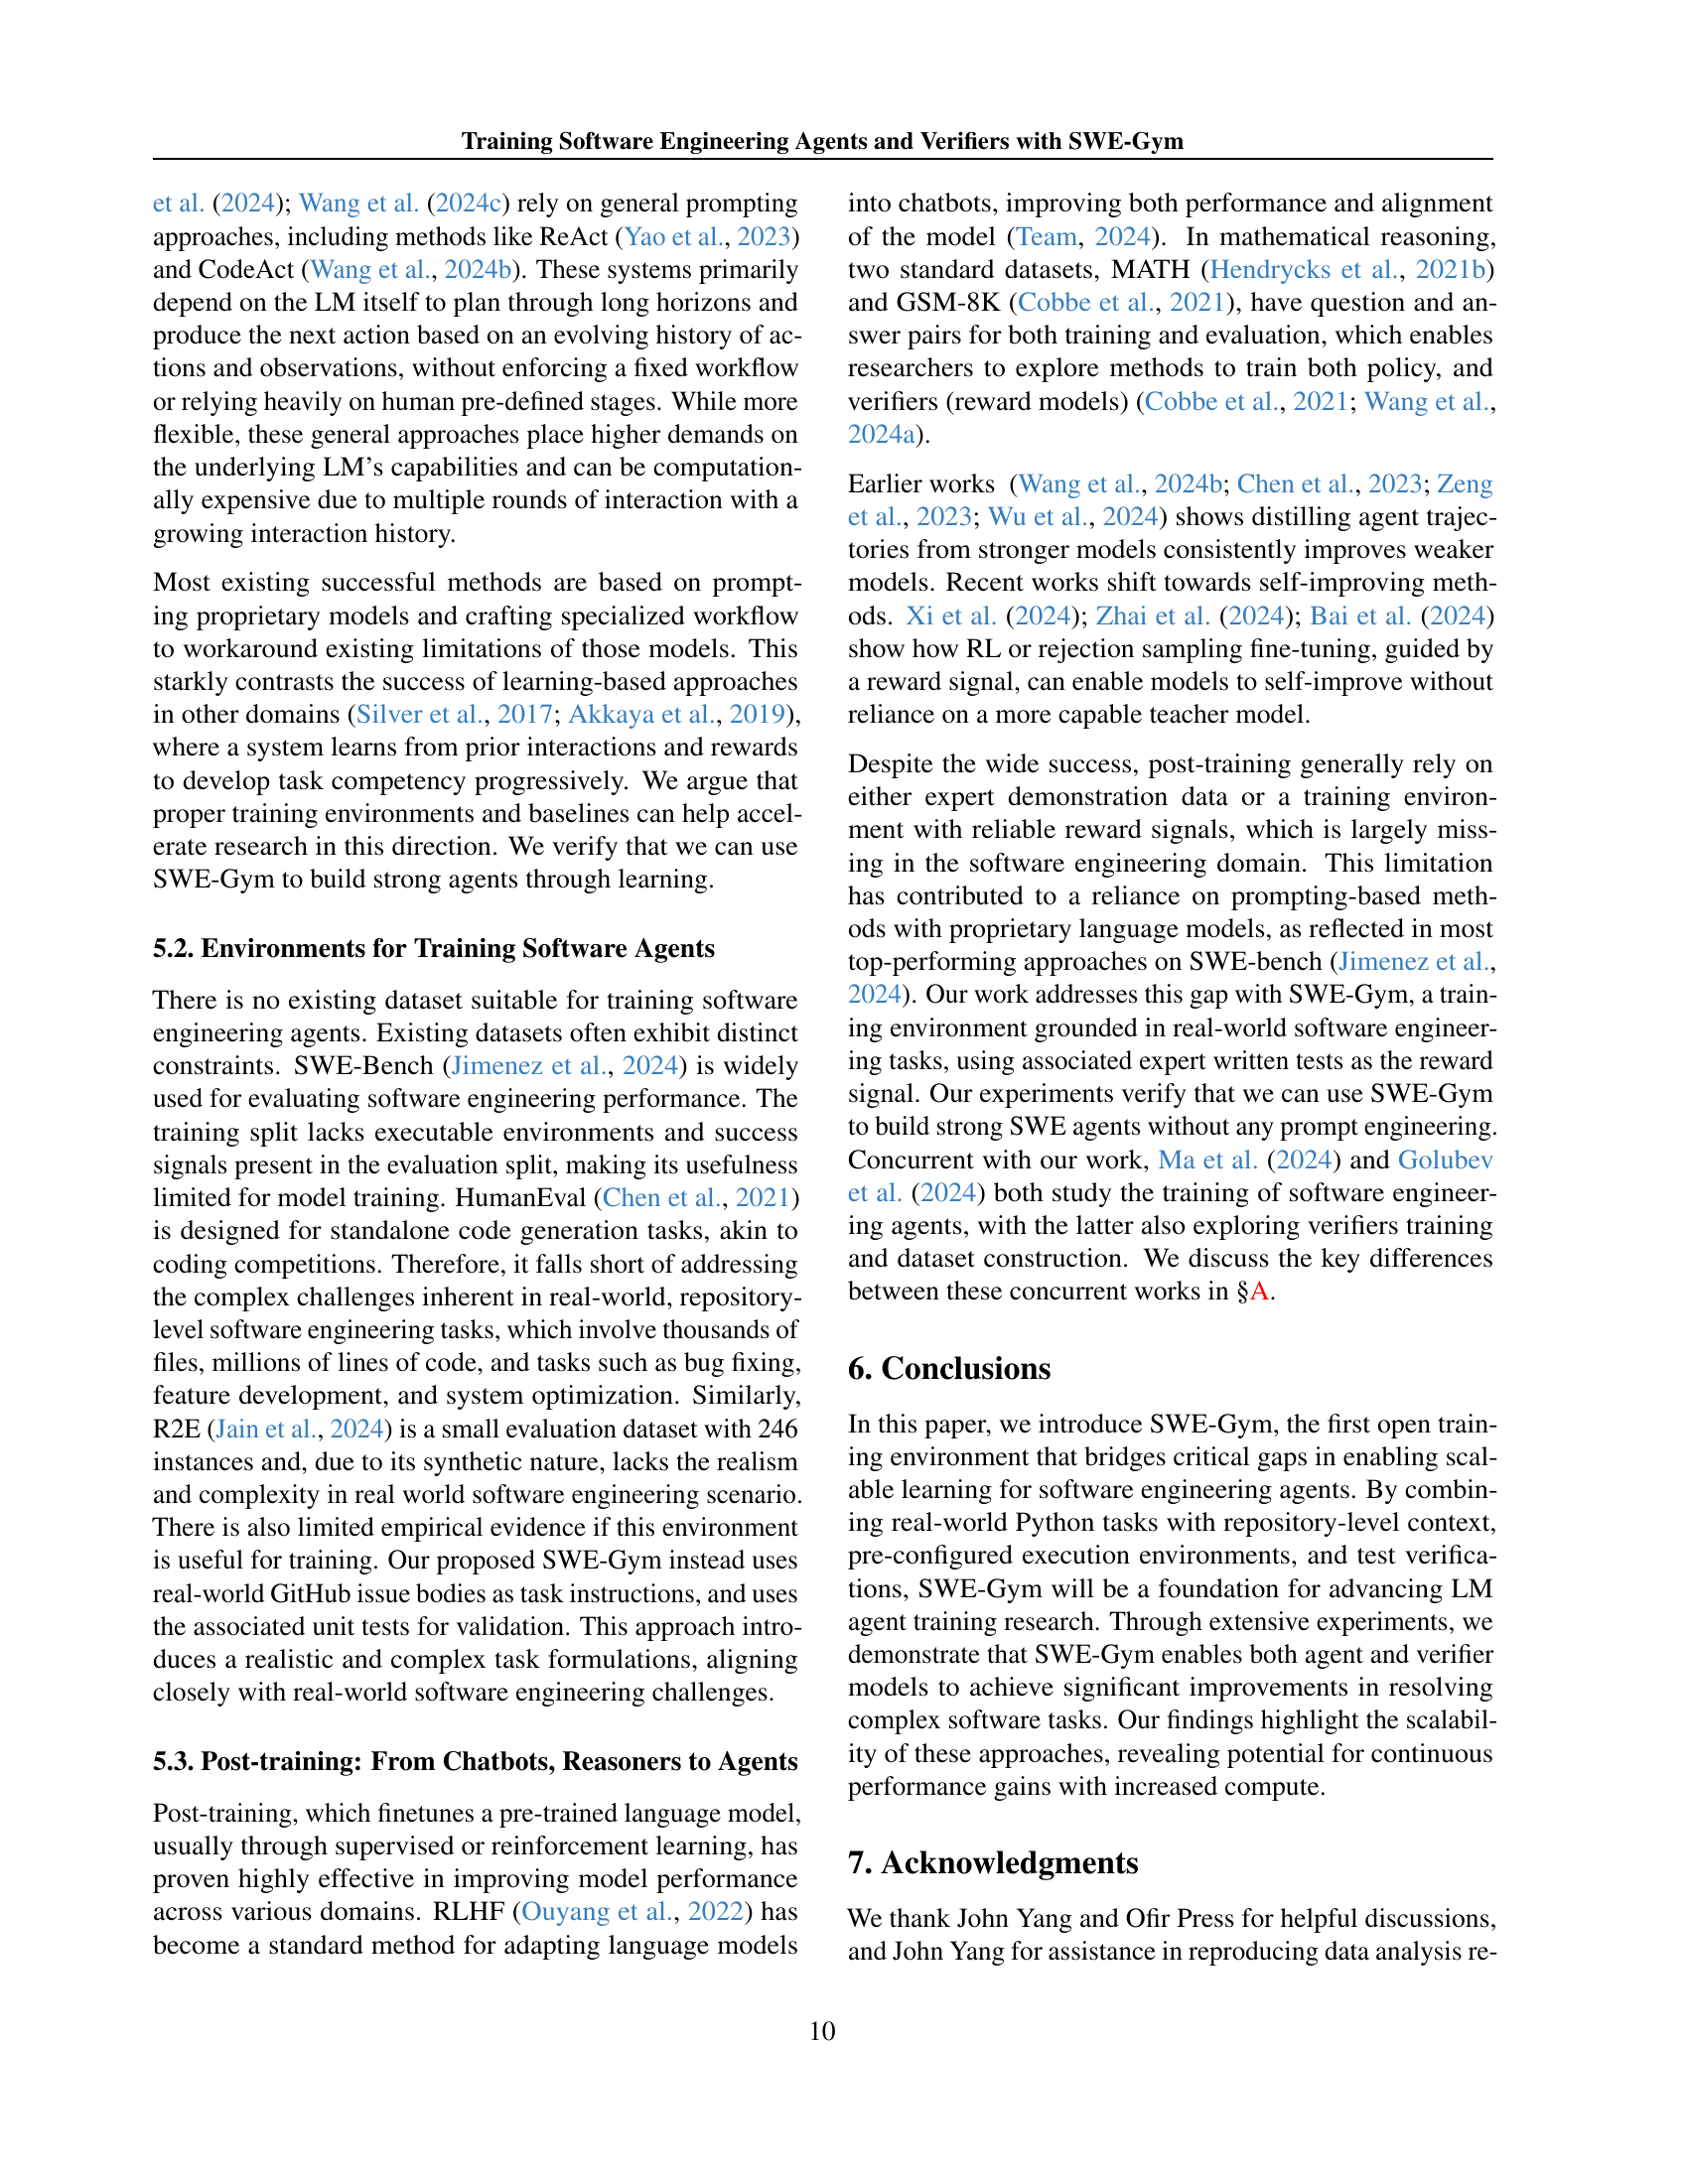 Training Software Engineering Agents and Verifiers with SWE-Gym
et al. (2024); Wang et al. (2024c) rely on general prompting
approaches, including methods like ReAct (Yao et al., 2023)
and CodeAct (Wang et al., 2024b). These systems primarily
depend on the LM itself to plan through long horizons and
produce the next action based on an evolving history of ac-
tions and observations, without enforcing a fixed workflow
or relying heavily on human pre-defined stages. While more
flexible, these general approaches place higher demands on
the underlying LM's capabilities and can be computation-
ally expensive due to multiple rounds of interaction with a
growing interaction history.
Most existing successful methods are based on prompt-
ing proprietary models and crafting specialized workflow
to workaround existing limitations of those models. This
starkly contrasts the success of learning-based approaches
in other domains (Silver et al., 2017; Akkaya et al., 2019),
where a system learns from prior interactions and rewards
to develop task competency progressively. We argue that
proper training environments and baselines can help accel-
erate research in this direction. We verify that we can use
SWE-Gym to build strong agents through learning.
5.2. Environments for Training Software Agents
There is no existing dataset suitable for training software
engineering agents. Existing datasets often exhibit distinct
constraints. SWE-Bench (Jimenez et al., 2024) is widely
used for evaluating software engineering performance. The
training split lacks executable environments and success
signals present in the evaluation split, making its usefulness
limited for model training. HumanEval (Chen et al., 2021)
is designed for standalone code generation tasks, akin to
coding competitions. Therefore, it falls short of addressing
the complex challenges inherent in real-world, repository-
level software engineering tasks, which involve thousands of
files, millions of lines of code, and tasks such as bug fixing,
feature development, and system optimization. Similarly,
R2E (Jain et al., 2024) is a small evaluation dataset with 246
instances and, due to its synthetic nature, lacks the realism
and complexity in real world software engineering scenario.
There is also limited empirical evidence if this environment
is useful for training. Our proposed SWE-Gym instead uses
real-world GitHub issue bodies as task instructions, and uses
the associated unit tests for validation. This approach intro-
duces a realistic and complex task formulations, aligning
closely with real-world software engineering challenges.
5.3. Post-training: From Chatbots, Reasoners to Agents
Post-training, which finetunes a pre-trained language model,
usually through supervised or reinforcement learning, has
proven highly effective in improving model performance
across various domains. RLHF (Ouyang et al., 2022) has
become a standard method for adapting language models
into chatbots, improving both performance and alignment
of the model (Team, 2024). In mathematical reasoning,
two standard datasets, MATH (Hendrycks et al., 2021b)
and GSM-8K (Cobbe et al., 2021), have question and an-
swer pairs for both training and evaluation, which enables
researchers to explore methods to train both policy, and
verifiers (reward models) (Cobbe et al., 2021; Wang et al.,
2024a).
Earlier works (Wang et al., 2024b; Chen et al., 2023; Zeng
et al., 2023; Wu et al., 2024) shows distilling agent trajec-
tories from stronger models consistently improves weaker
models. Recent works shift towards self-improving meth-
ods. Xi et al. (2024); Zhai et al. (2024); Bai et al. (2024)
show how RL or rejection sampling fine-tuning, guided by
a reward signal, can enable models to self-improve without
reliance on a more capable teacher model.
Despite the wide success, post-training generally rely on
either expert demonstration data or a training environ-
ment with reliable reward signals, which is largely miss-
ing in the software engineering domain. This limitation
has contributed to a reliance on prompting-based meth-
ods with proprietary language models, as reflected in most
top-performing approaches on SWE-bench (Jimenez et al.,
2024). Our work addresses this gap with SWE-Gym, a train-
ing environment grounded in real-world software engineer-
ing tasks, using associated expert written tests as the reward
signal. Our experiments verify that we can use SWE-Gym
to build strong SWE agents without any prompt engineering.
Concurrent with our work, Ma et al. (2024) and Golubev
et al. (2024) both study the training of software engineer-
ing agents, with the latter also exploring verifiers training
and dataset construction. We discuss the key differences
between these concurrent works in §A.
6. Conclusions
In this paper, we introduce SWE-Gym, the first open train-
ing environment that bridges critical gaps in enabling scal-
able learning for software engineering agents. By combin-
ing real-world Python tasks with repository-level context,
pre-configured execution environments, and test verifica-
tions, SWE-Gym will be a foundation for advancing LM
agent training research. Through extensive experiments, we
demonstrate that SWE-Gym enables both agent and verifier
models to achieve significant improvements in resolving
complex software tasks. Our findings highlight the scalabil-
ity of these approaches, revealing potential for continuous
performance gains with increased compute.
7. Acknowledgments
We thank John Yang and Ofir Press for helpful discussions,
and John Yang for assistance in reproducing data analysis re-
10